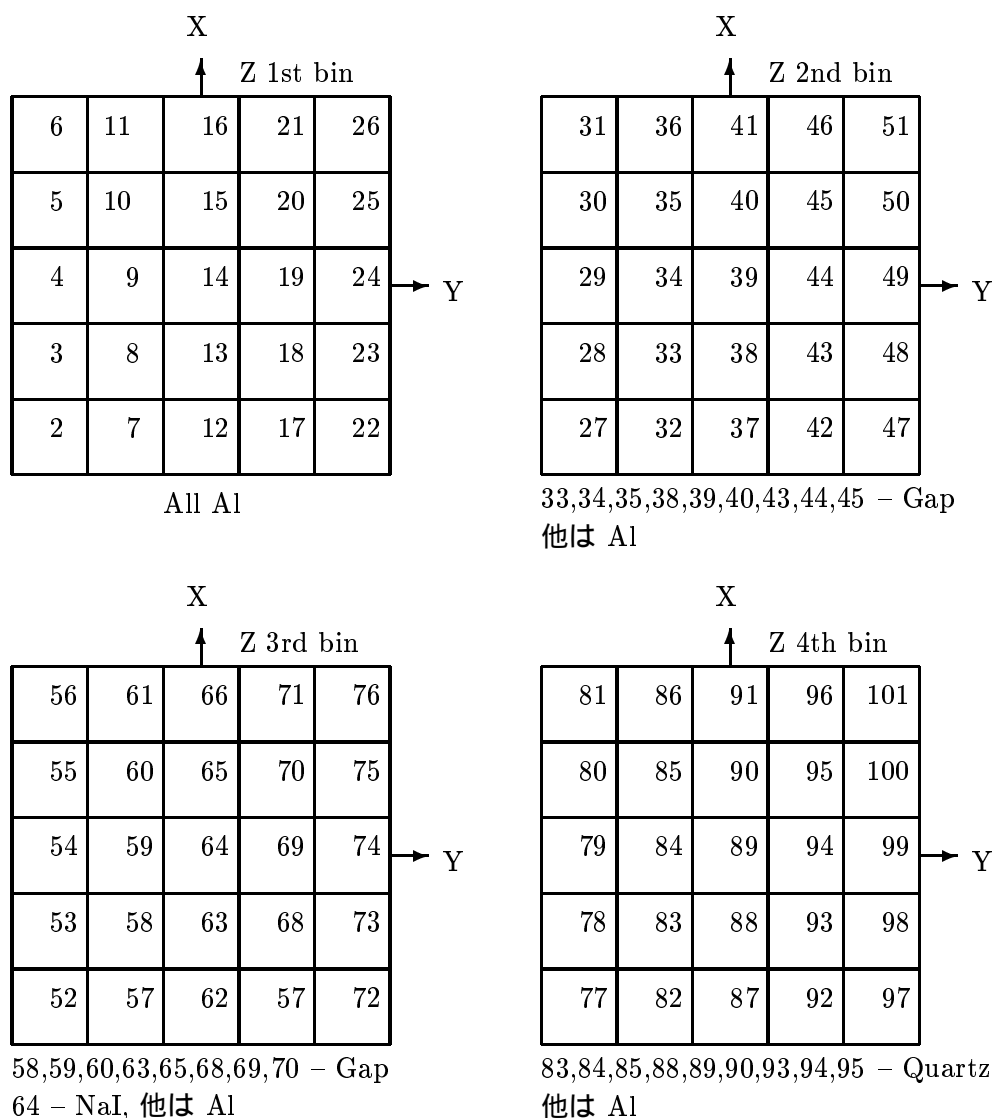 X
Z 1st bin
6 11 16 21 26
5 10 15 20 25
4 9 14 19 24
Y
3 8 13 18 23
2 7 12 17 22
All Al
X
Z 2nd bin
31 36 41 46 51
30 35 40 45 50
29 34 39 44 49
Y
28 33 38 43 48
27 32 37 42 47
33,34,35,38,39,40,43,44,45 – Gap
他は Al
X
Z 3rd bin
56 61 66 71 76
55 60 65 70 75
54 59 64 69 74
Y
53 58 63 68 73
52 57 62 57 72
58,59,60,63,65,68,69,70 – Gap
64 – NaI, 他は Al
X
Z 4th bin
81 86 91 96 101
80 85 90 95 100
79 84 89 94 99
Y
78 83 88 93 98
77 82 87 92 97
83,84,85,88,89,90,93,94,95 – Quartz
他は Al